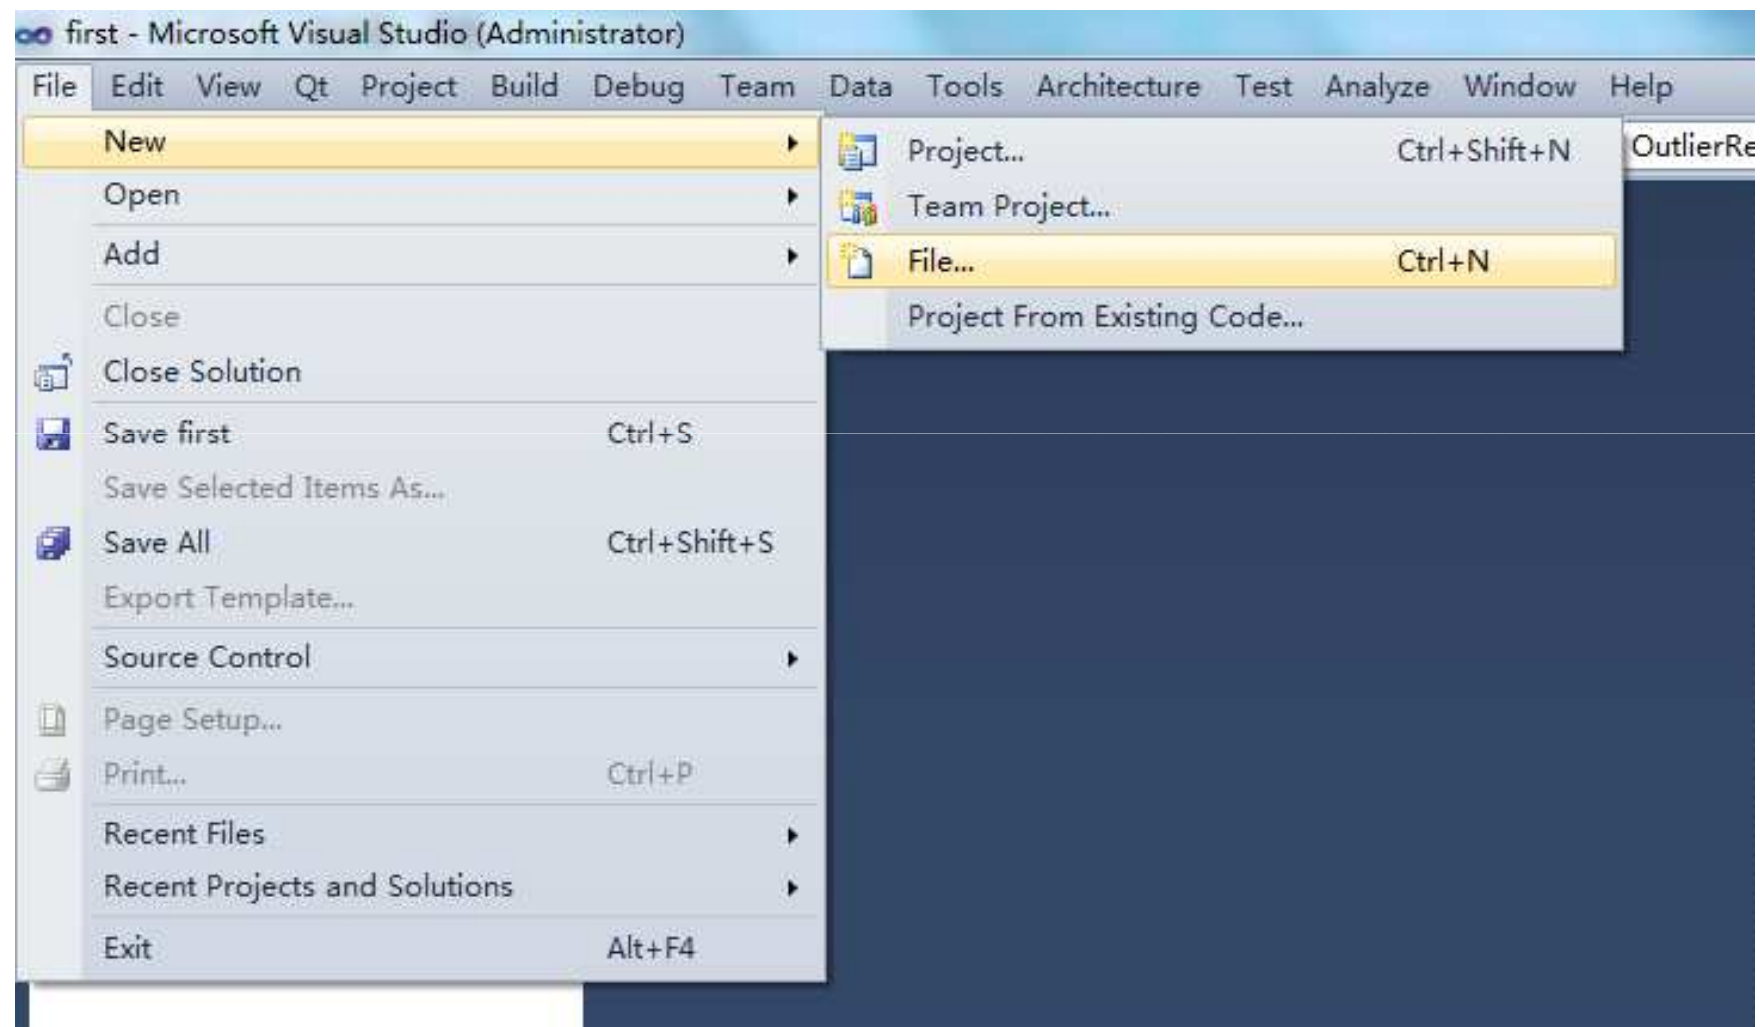 first - Microsoft Visual Studio (Administrator)
File Edit View Qt Project Build Debug Team Data Tools Architecture Test Analyze Window Help
New
Open
Add
Close
Close Solution
Save first Ctrl+S
Save Selected Items As...
Save All Ctrl+Shift+S
Export Template...
Source Control
Page Setup...
Print... Ctrl+P
Recent Files
Recent Projects and Solutions
Exit Alt+F4
Project... Ctrl+Shift+N
Team Project...
File... Ctrl+N
Project From Existing Code...
OutlierRe